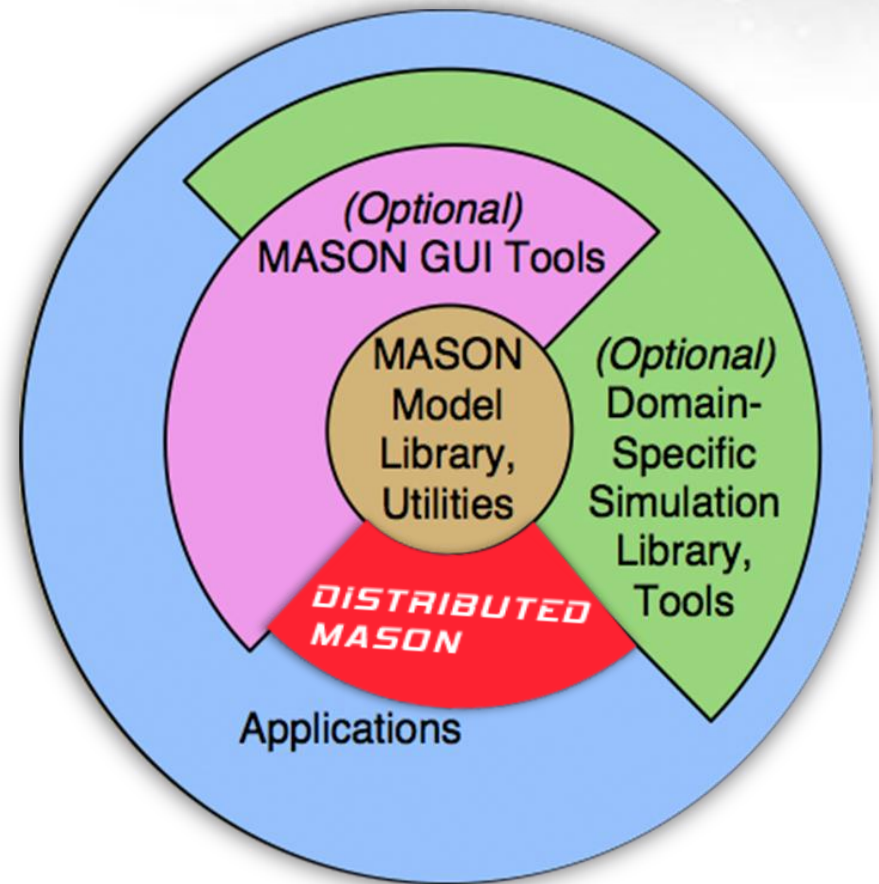 (Optional)
MASON GUI Tools
MASON
Model
Library,
Utilities
(Optional)
Domain-
Specific
Simulation
Library,
Tools
DISTRIBUTED
MASON
Applications